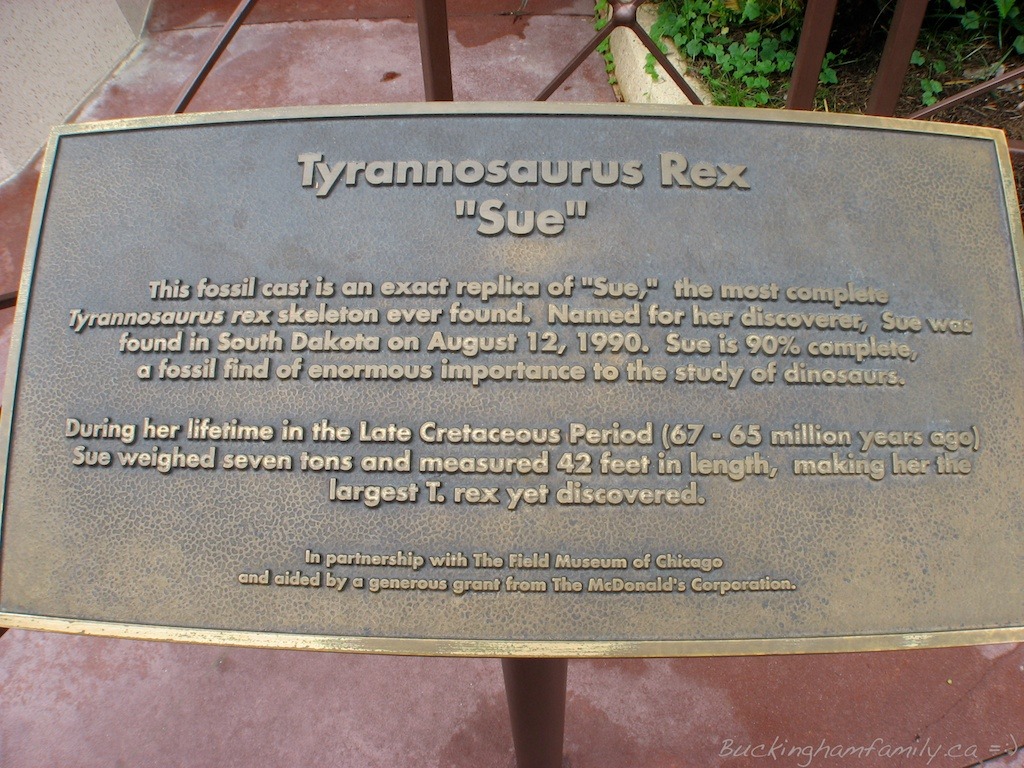 Tyrannosaurus Rex
"Sue"
This fossil cast is an exact replica of "Sue," the most complete
Tyrannosaurus rex skeleton ever found. Named for her discoverer, Sue was
found in South Dakota on August 12, 1990. Sue is 90% complete,
a fossil find of enormous importance to the study of dinosaurs.
During her lifetime in the Late Cretaceous Period (67 - 65 million years ago)
Sue weighed seven tons and measured 42 feet in length, making her the
largest T. rex yet discovered.
In partnership with The Field Museum of Chicago
and aided by a generous grant from The McDonald's Corporation.
Buckinghamfamily.ca =:)